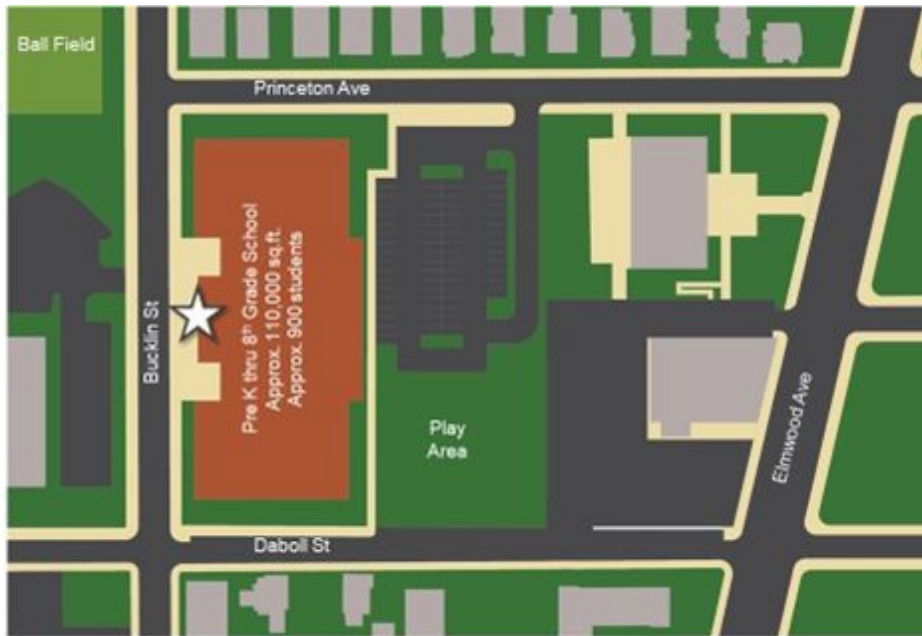 Ball Field
Princeton Ave
Bucklin St
Pre K thru 8th Grade School
Approx. 110,000 sq.ft.
Approx. 900 students
Play
Area
Elmwood Ave
Daboll St